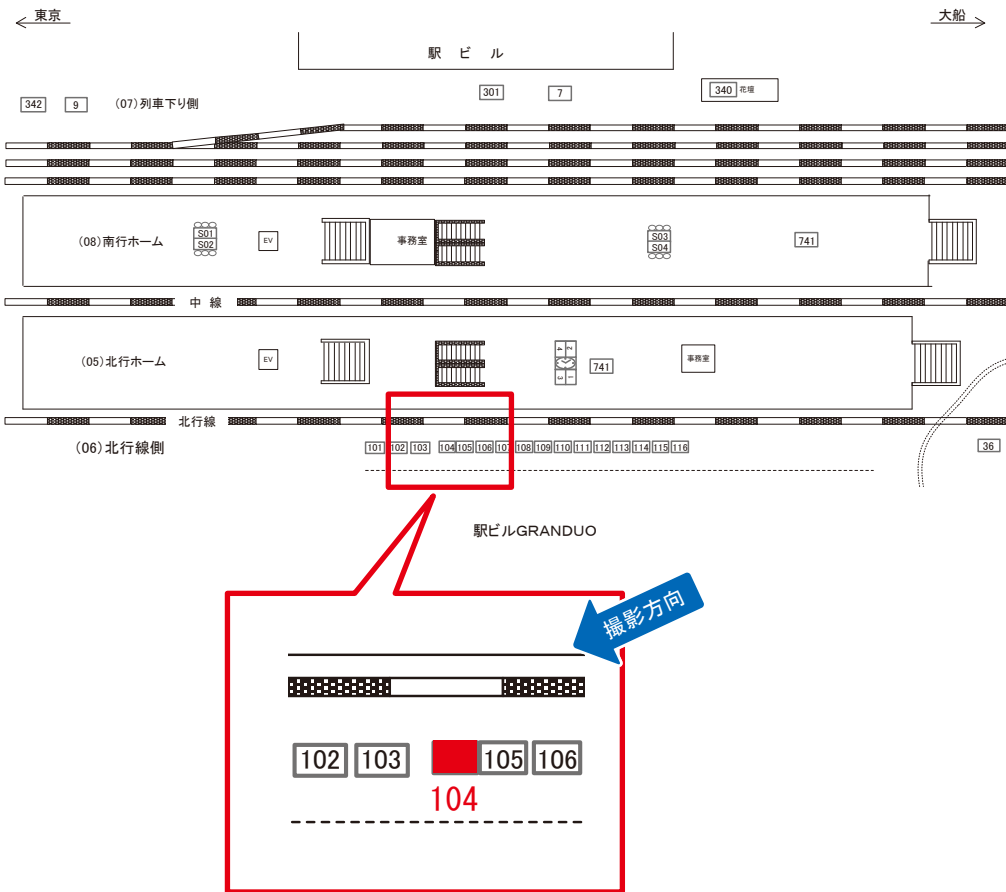 東京
大船
駅 ビ ル
342
9
(07)列車下り側
301
7
340 花壇
(08)南行ホーム
S01
S02
EV
事務室
S03
S04
741
中 線
(05)北行ホーム
EV
4 2
3 1
741
事務室
北行線
(06)北行線側
101 102 103 104 105 106 107 108 109 110 111 112 113 114 115 116
36
駅ビルGRANDUO
撮影方向
102 103 105 106
104